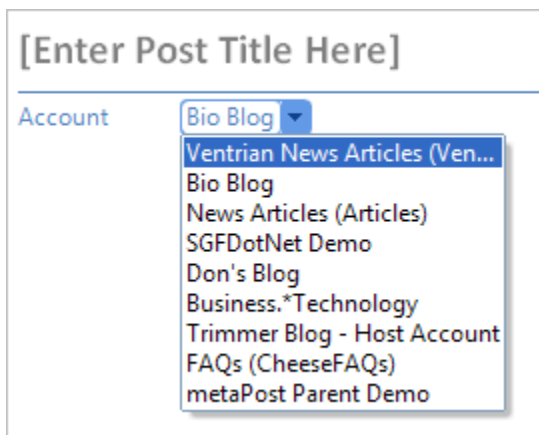 [Enter Post Title Here]
Account Bio Blog
Ventrian News Articles (Ven...
Bio Blog
News Articles (Articles)
SGFDotNet Demo
Don's Blog
Business.*Technology
Trimmer Blog - Host Account
FAQs (CheeseFAQs)
metaPost Parent Demo